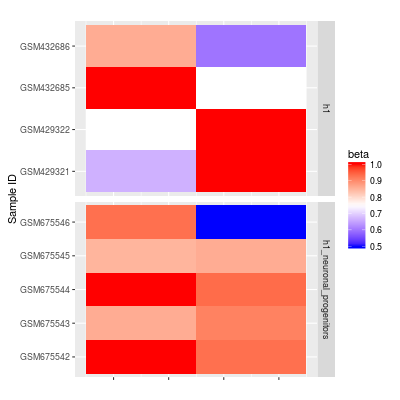 GSM432686
GSM432685
GSM429322
GSM429321
h1
GSM675546
GSM675545
GSM675544
GSM675543
GSM675542
h1_neuronal_progenitors
Sample ID
beta
1.0
0.9
0.8
0.7
0.6
0.5